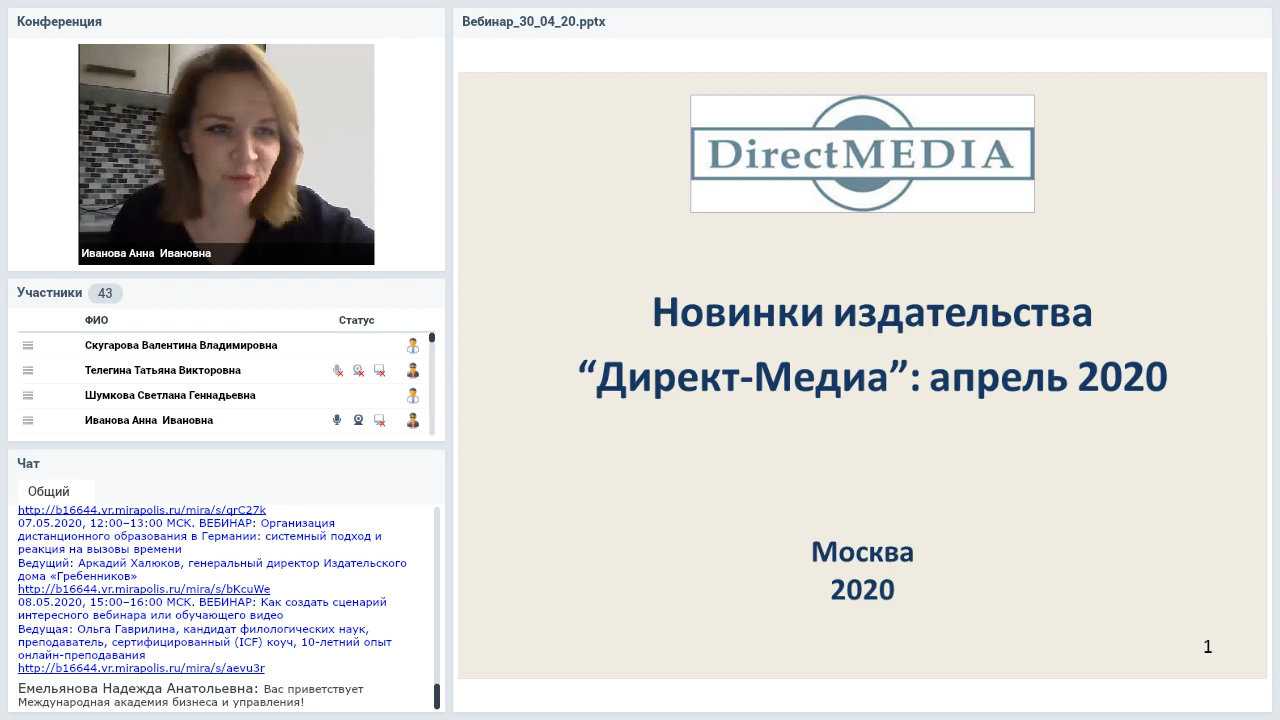 Конференция
Иванова Анна  Ивановна
Участники 43
ФИО Статус
Скугарова Валентина Владимировна
Телегина Татьяна Викторовна
Шумкова Светлана Геннадьевна
Иванова Анна  Ивановна
Чат
Общий
http://b16644.vr.mirapolis.ru/mira/s/qrC27k
07.05.2020, 12:00–13:00 МСК. ВЕБИНАР: Организация
дистанционного образования в Германии: системный подход и
реакция на вызовы времени
Ведущий: Аркадий Халюков, генеральный директор Издательского
дома «Гребенников»
http://b16644.vr.mirapolis.ru/mira/s/bKcuWe
08.05.2020, 15:00–16:00 МСК. ВЕБИНАР: Как создать сценарий
интересного вебинара или обучающего видео
Ведущая: Ольга Гаврилина, кандидат филологических наук,
преподаватель, сертифицированный (ICF) коуч, 10-летний опыт
онлайн-преподавания
http://b16644.vr.mirapolis.ru/mira/s/aevu3r
Емельянова Надежда Анатольевна: Вас приветствует
Международная академия бизнеса и управления!
Вебинар_30_04_20.pptx
DirectMEDIA
Новинки издательства
“Директ-Медиа”: апрель 2020
Москва
2020
1